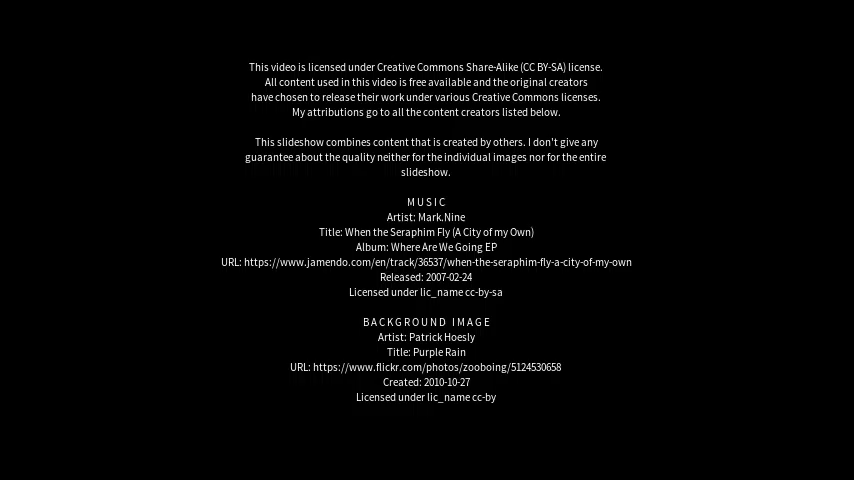 This video is licensed under Creative Commons Share-Alike (CC BY-SA) license.
All content used in this video is free available and the original creators
have chosen to release their work under various Creative Commons licenses.
My attributions go to all the content creators listed below.
This slideshow combines content that is created by others. I don't give any
guarantee about the quality neither for the individual images nor for the entire
slideshow.
MUSIC
Artist: Mark.Nine
Title: When the Seraphim Fly (A City of my Own)
Album: Where Are We Going EP
URL: https://www.jamendo.com/en/track/36537/when-the-seraphim-fly-a-city-of-my-own
Released: 2007-02-24
Licensed under lic_name cc-by-sa
BACKGROUND IMAGE
Artist: Patrick Hoesly
Title: Purple Rain
URL: https://www.flickr.com/photos/zooboing/5124530658
Created: 2010-10-27
Licensed under lic_name cc-by